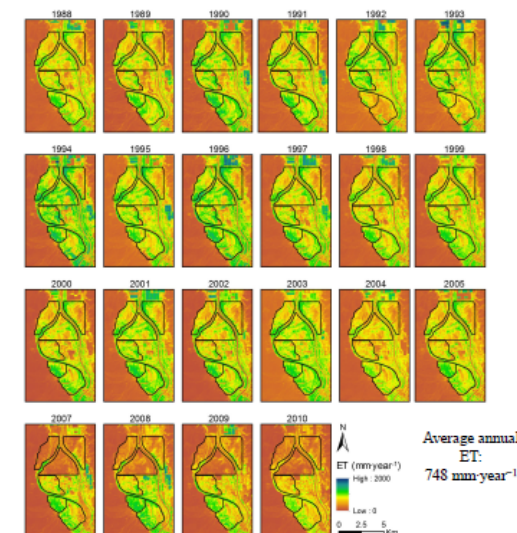 1988 1989 1990 1991 1992 1993
1994 1995 1996 1997 1998 1999
2000 2001 2002 2003 2004 2005
2007 2008 2009 2010
N
ET (mm·year⁻¹)
High : 2000
Low : 0
0 2.5 5
Km
Average annual
ET:
748 mm·year⁻¹